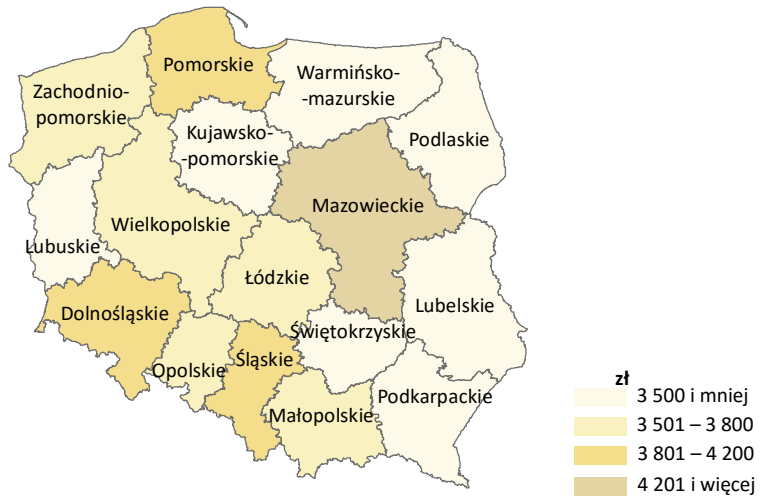 Pomorskie
Warmińsko-
-mazurskie
Zachodnio-
pomorskie
Kujawsko-
-pomorskie
Podlaskie
Mazowieckie
Wielkopolskie
Lubuskie
Łódzkie
Lubelskie
Dolnośląskie
Świętokrzyskie
Opolskie
Śląskie
Małopolskie
Podkarpackie
zł
3 500 i mniej
3 501 – 3 800
3 801 – 4 200
4 201 i więcej